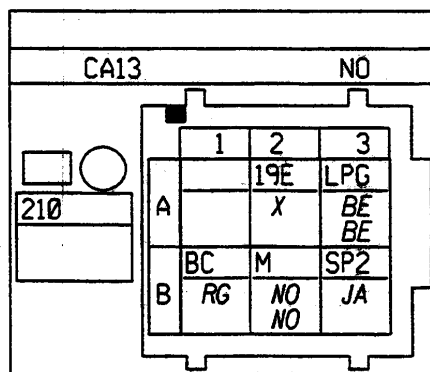 CA13 NO
1 2 3
210
A 19E LPG
X BE
BE
B BC M SP2
RG NO JA
NO